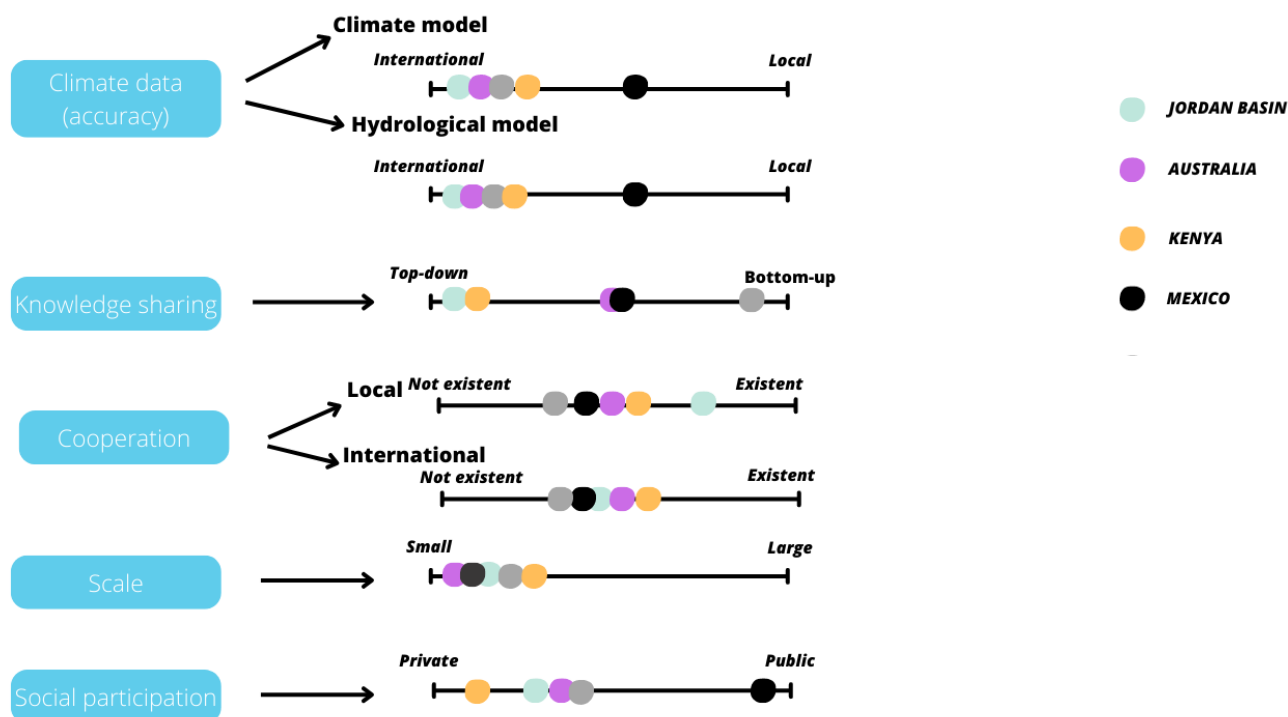 Climate model
International
Local
Climate data
(accuracy)
Hydrological model
International
Local
JORDAN BASIN
AUSTRALIA
KENYA
MEXICO
Top-down
Bottom-up
Knowledge sharing
Local
Not existent
Existent
Cooperation
International
Not existent
Existent
Small
Large
Scale
Private
Public
Social participation